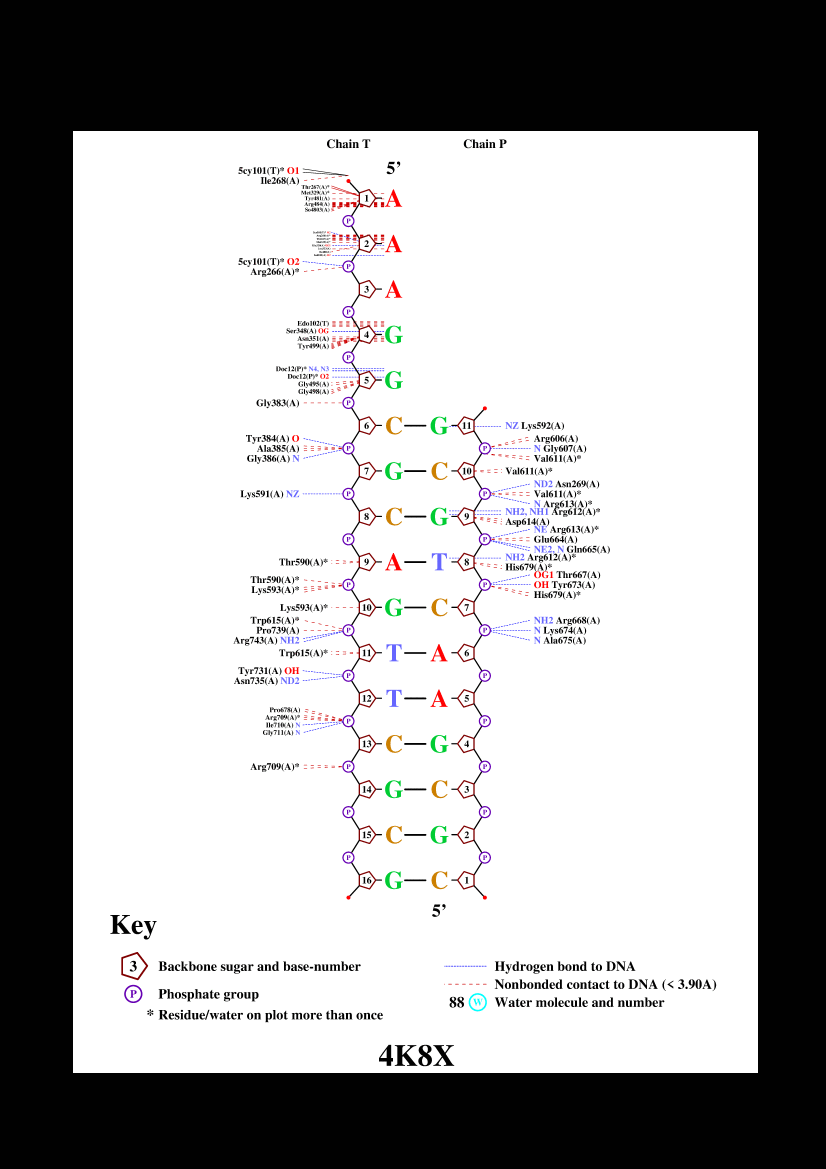 Chain T Chain P
5’
5cy101(T)* O1
Ile268(A)
Thr267(A)*
Met329(A)*
Tyr481(A)
Arg484(A)
So4803(A)
1 A
P
2 A
5cy101(T)* O2
Arg266(A)*
P
3 A
P
Edo102(T)
Ser348(A) OG
Asn351(A)
Tyr499(A)
4 G
P
Doc12(P)* N4, N3
Doc12(P)* O2
Gly495(A)
Gly498(A)
5 G
Gly383(A)
P
6 C G 11 NZ Lys592(A)
Tyr384(A) O
Ala385(A)
Gly386(A) N
P P
Arg606(A)
N Gly607(A)
Val611(A)*
7 G C 10 Val611(A)*
Lys591(A) NZ
P P
ND2 Asn269(A)
Val611(A)*
N Arg613(A)*
8 C G 9
NH2, NH1 Arg612(A)*
Asp614(A)
P P
NE Arg613(A)*
Glu664(A)
NE2, N Gln665(A)
Thr590(A)* 9 A T 8
NH2 Arg612(A)*
His679(A)*
Thr590(A)*
Lys593(A)*
P P
OG1 Thr667(A)
OH Tyr673(A)
His679(A)*
Lys593(A)* 10 G C 7
Trp615(A)*
Pro739(A)
Arg743(A) NH2
P P
NH2 Arg668(A)
N Lys674(A)
N Ala675(A)
Trp615(A)* 11 T A 6
Tyr731(A) OH
Asn735(A) ND2
P P
12 T A 5
Pro678(A)
Arg709(A)*
Ile710(A) N
Gly711(A) N
P P
13 C G 4
Arg709(A)* P P
14 G C 3
P P
15 C G 2
P P
16 G C 1
5’
Key
3 Backbone sugar and base-number
P Phosphate group
* Residue/water on plot more than once
Hydrogen bond to DNA
Nonbonded contact to DNA (< 3.90A)
88 W Water molecule and number
4K8X